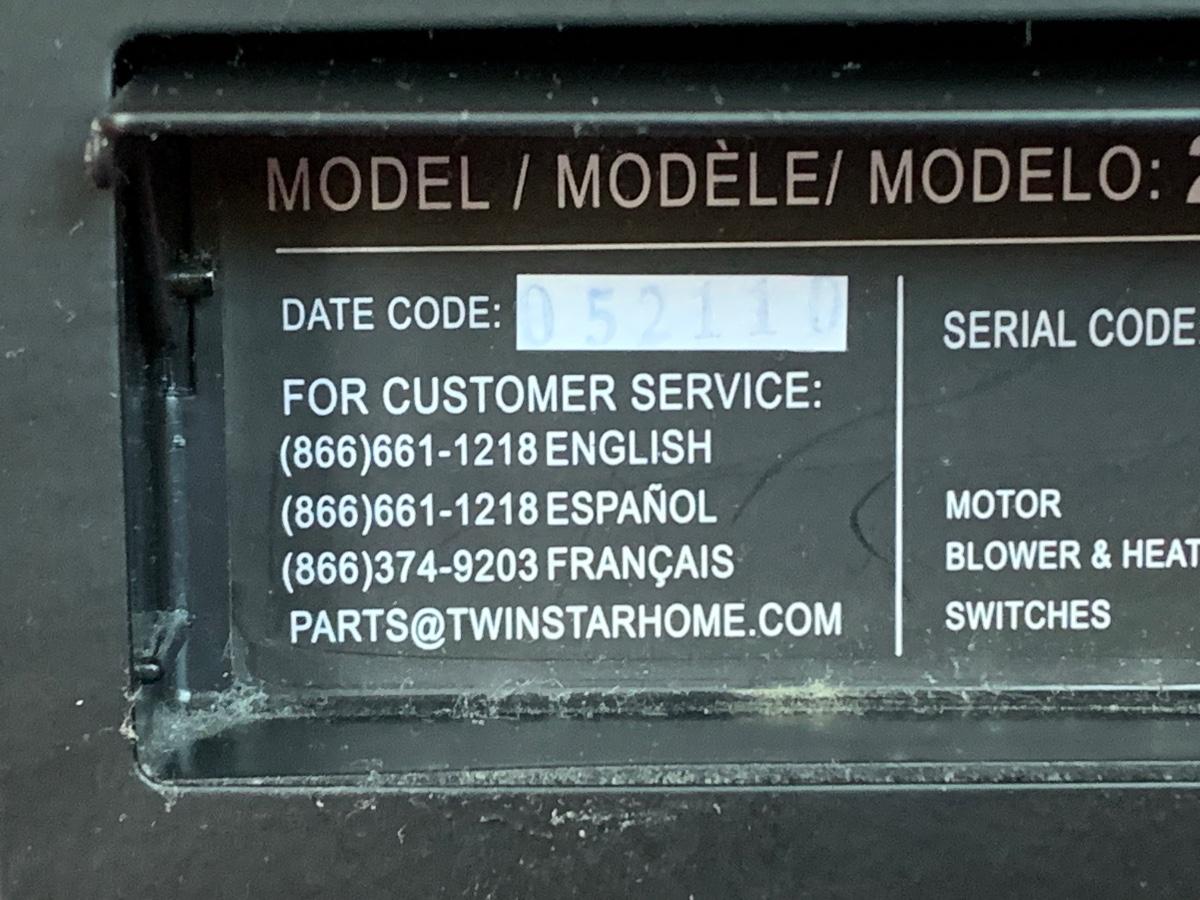 MODEL / MODÈLE/ MODELO: 2
DATE CODE: 052110
SERIAL CODE:
FOR CUSTOMER SERVICE:
(866)661-1218 ENGLISH
(866)661-1218 ESPAÑOL
(866)374-9203 FRANÇAIS
PARTS@TWINSTARHOME.COM
MOTOR
BLOWER & HEAT
SWITCHES